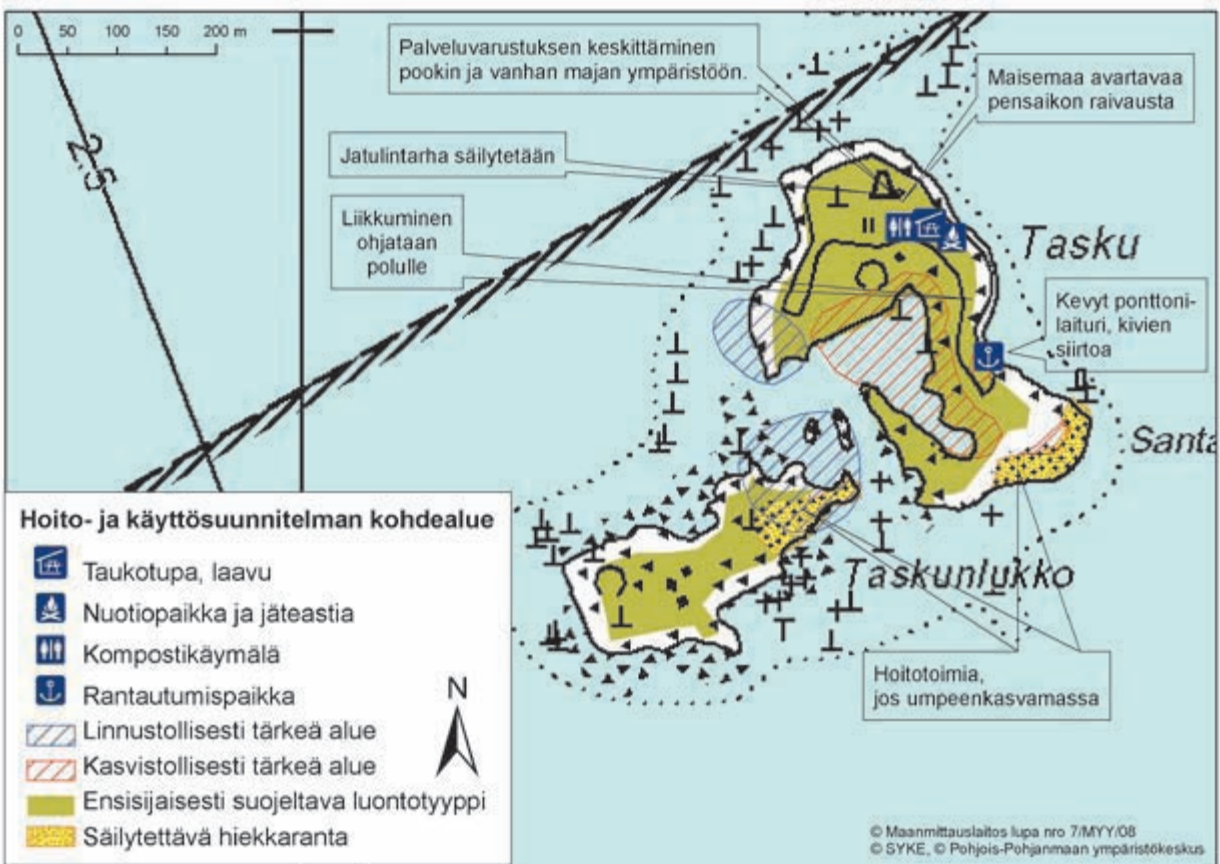 0 50 100 150 200 m
2.5
Palveluvarustuksen keskittäminen
pookin ja vanhan majan ympäristöön.
Maisemaa avartavaa
pensaikon raivausta
Jatulintarha säilytetään
Liikkuminen
ohjataan
polulle
Tasku
Kevyt ponttoni-
laituri, kivien
siirtoa
Santa
Taskunlukko
Hoitotoimia,
jos umpeenkasvamassa
Hoito- ja käyttösuunnitelman kohdealue
Taukotupa, laavu
Nuotiopaikka ja jäteastia
Kompostikäymälä
Rantautumispaikka
Linnustollisesti tärkeä alue
Kasvistollisesti tärkeä alue
Ensisijaisesti suojeltava luontotyyppi
Säilytettävä hiekkaranta
N
© Maanmittauslaitos lupa nro 7/MYY/08
© SYKE, © Pohjois-Pohjanmaan ympäristökeskus